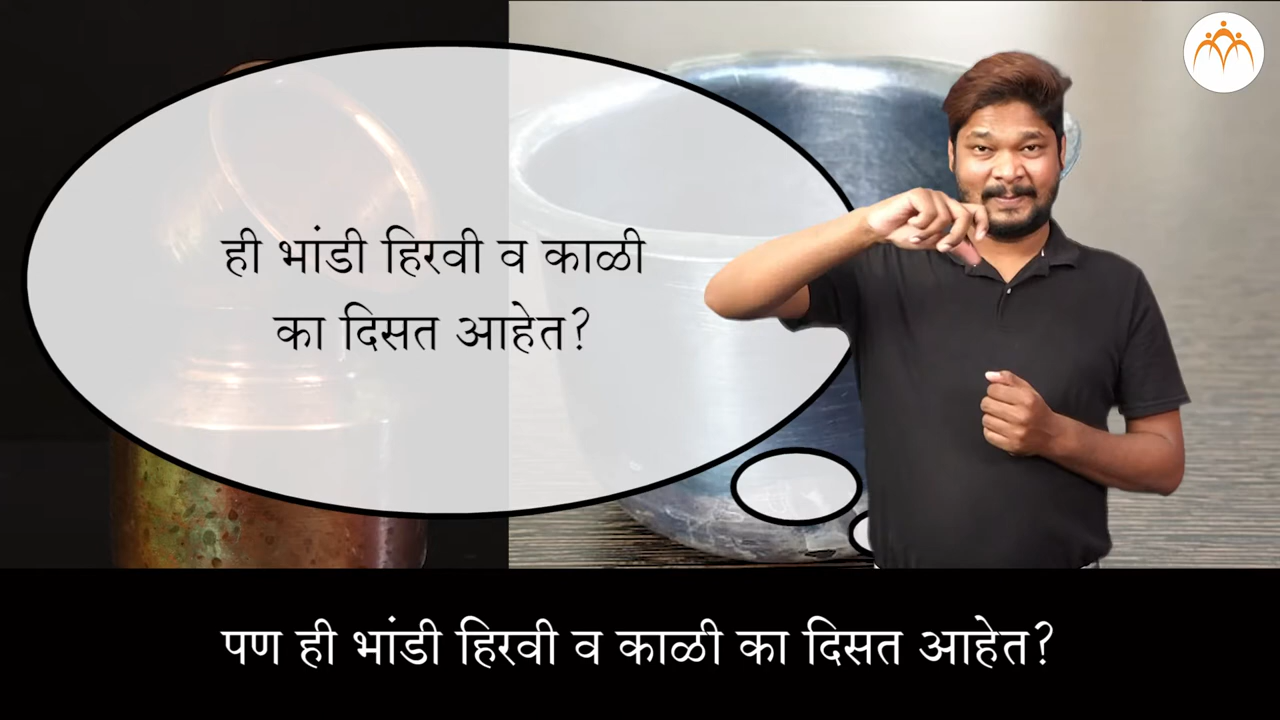 ही भांडी हिरवी व काळी
का दिसत आहेत?
पण ही भांडी हिरवी व काळी का दिसत आहेत?